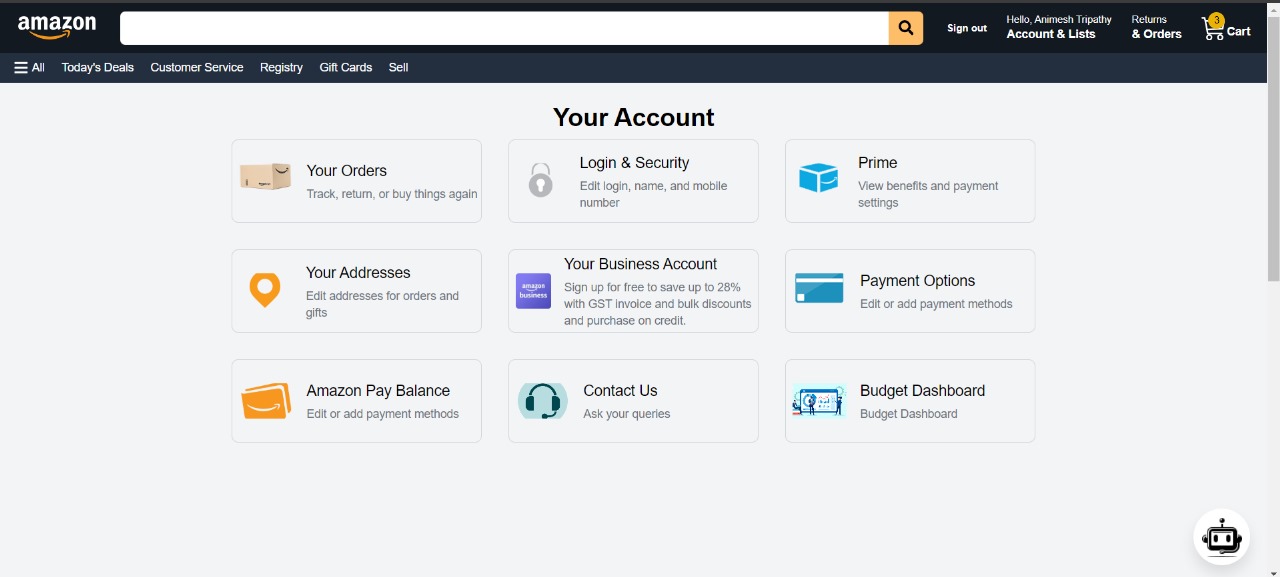 amazon
Sign out
Hello, Animesh Tripathy
Account & Lists
Returns
& Orders
3
Cart
All
Today's Deals
Customer Service
Registry
Gift Cards
Sell
Your Account
Your Orders
Track, return, or buy things again
Login & Security
Edit login, name, and mobile
number
Prime
View benefits and payment
settings
Your Addresses
Edit addresses for orders and
gifts
amazon
business
Your Business Account
Sign up for free to save up to 28%
with GST invoice and bulk discounts
and purchase on credit.
Payment Options
Edit or add payment methods
Amazon Pay Balance
Edit or add payment methods
Contact Us
Ask your queries
Budget Dashboard
Budget Dashboard